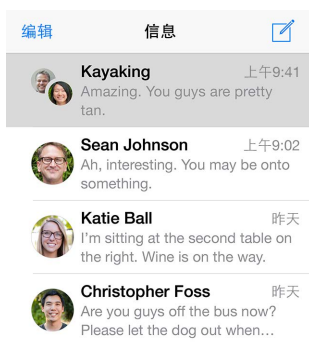 编辑 信息
Kayaking 上午9:41
Amazing. You guys are pretty
tan.
Sean Johnson 上午9:02
Ah, interesting. You may be onto
something.
Katie Ball 昨天
I'm sitting at the second table on
the right. Wine is on the way.
Christopher Foss 昨天
Are you guys off the bus now?
Please let the dog out when…